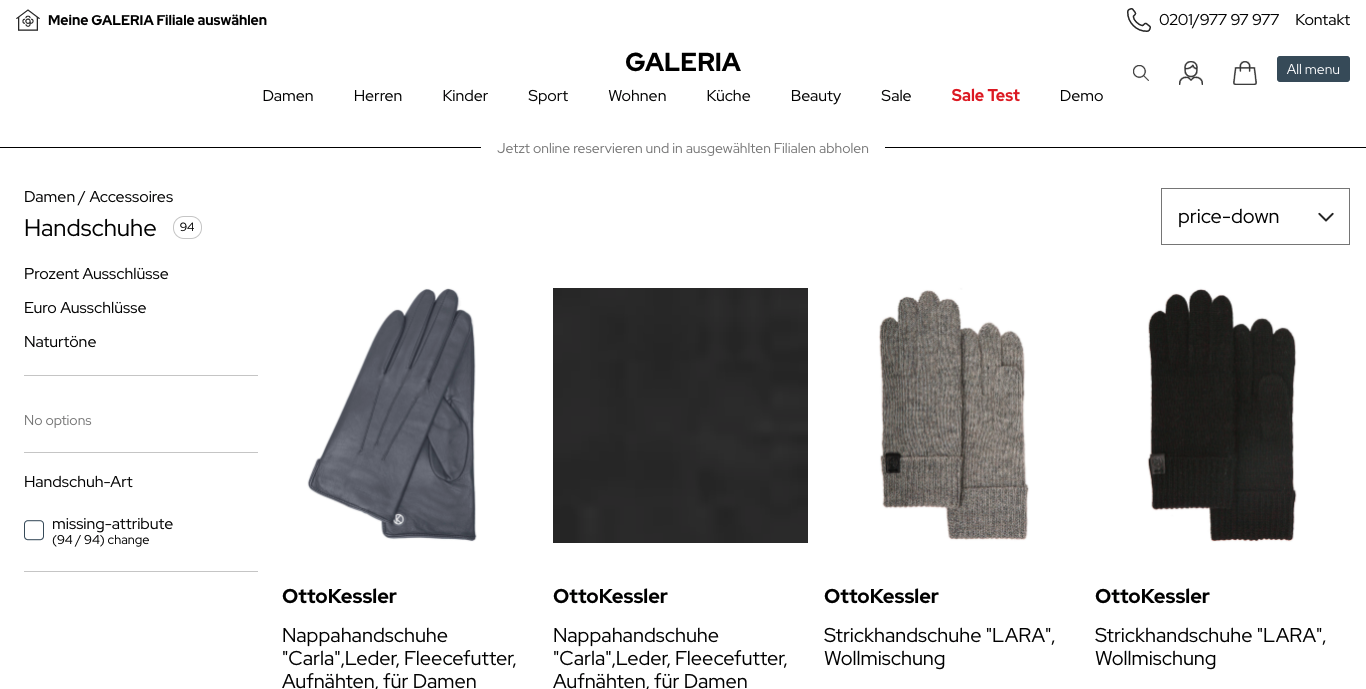 Meine GALERIA Filiale auswählen
0201/977 97 977 Kontakt
GALERIA
All menu
Damen Herren Kinder Sport Wohnen Küche Beauty Sale Sale Test Demo
Jetzt online reservieren und in ausgewählten Filialen abholen
Damen / Accessoires
Handschuhe 94
price-down
Prozent Ausschlüsse
Euro Ausschlüsse
Naturtöne
No options
Handschuh-Art
missing-attribute
(94 / 94) change
OttoKessler
Nappahandschuhe
"Carla",Leder, Fleecefutter,
Aufnähten, für Damen
OttoKessler
Nappahandschuhe
"Carla",Leder, Fleecefutter,
Aufnähten, für Damen
OttoKessler
Strickhandschuhe "LARA",
Wollmischung
OttoKessler
Strickhandschuhe "LARA",
Wollmischung